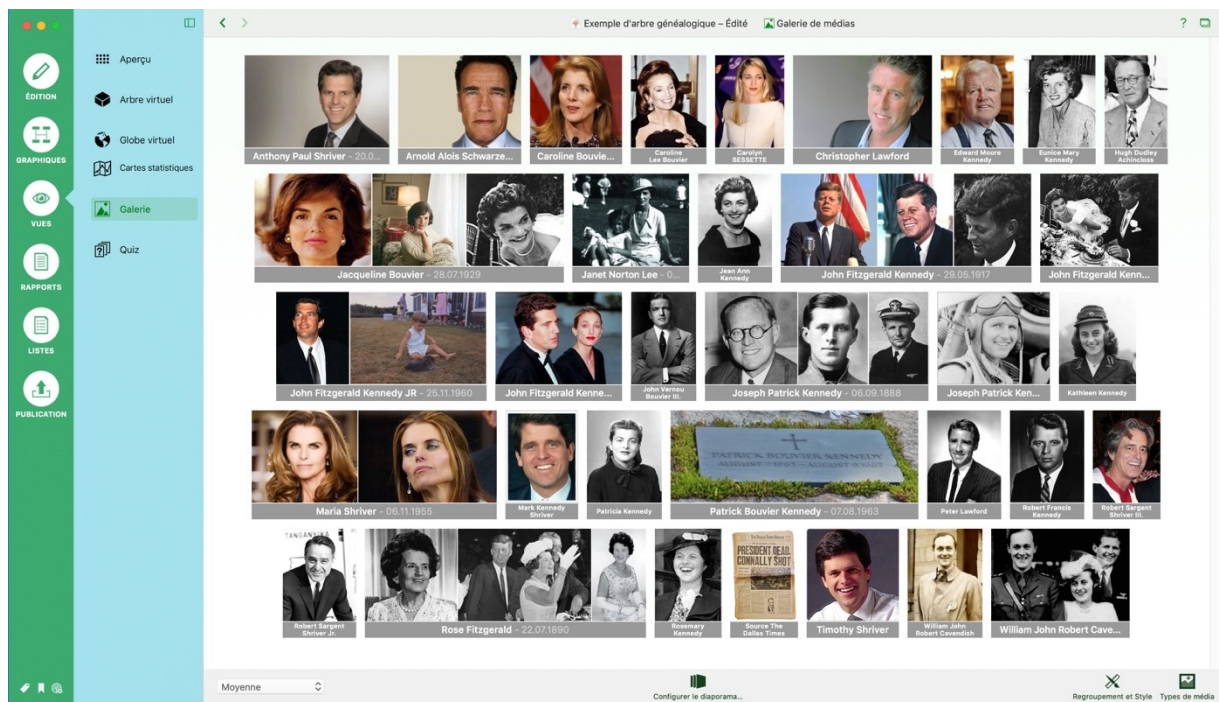 Exemple d'arbre généalogique – Édité
Galerie de médias
?
ÉDITION
GRAPHIQUES
VUES
RAPPORTS
LISTES
PUBLICATION
Aperçu
Arbre virtuel
Globe virtuel
Cartes statistiques
Galerie
Quiz
Anthony Paul Shriver - 20.0...
Arnold Alois Schwarze...
Caroline Bouvie...
Caroline
Lee Bouvier
Carolyn
BESSETTE
Christopher Lawford
Edward Moore
Kennedy
Eunice Mary
Kennedy
Hugh Dudley
Achincloss
Jacqueline Bouvier - 28.07.1929
Janet Norton Lee - 0...
Jean Ann
Kennedy
John Fitzgerald Kennedy - 29.05.1917
John Fitzgerald Kenn...
John Fitzgerald Kennedy JR - 25.11.1960
John Fitzgerald Kenne...
John Vernou
Bouvier III.
Joseph Patrick Kennedy - 06.09.1888
Joseph Patrick Ken...
Kathleen Kennedy
PATRICK BOUVIER KENNEDY
AUGUST 7 1963 - AUGUST 9 1963
Maria Shriver - 06.11.1955
Mark Kennedy
Shriver
Patricia Kennedy
Patrick Bouvier Kennedy - 07.08.1963
Peter Lawford
Robert Francis
Kennedy
Robert Sargent
Shriver III.
TANGANYIKA
PRESIDENT DEAD,
CONNALLY SHOT
Robert Sargent
Shriver Jr.
Rose Fitzgerald - 22.07.1890
Rosemary
Kennedy
Source The
Dallas Times
Timothy Shriver
William John
Robert Cavendish
William John Robert Cave...
Moyenne
Configurer le diaporama...
Regroupement et Style
Types de média